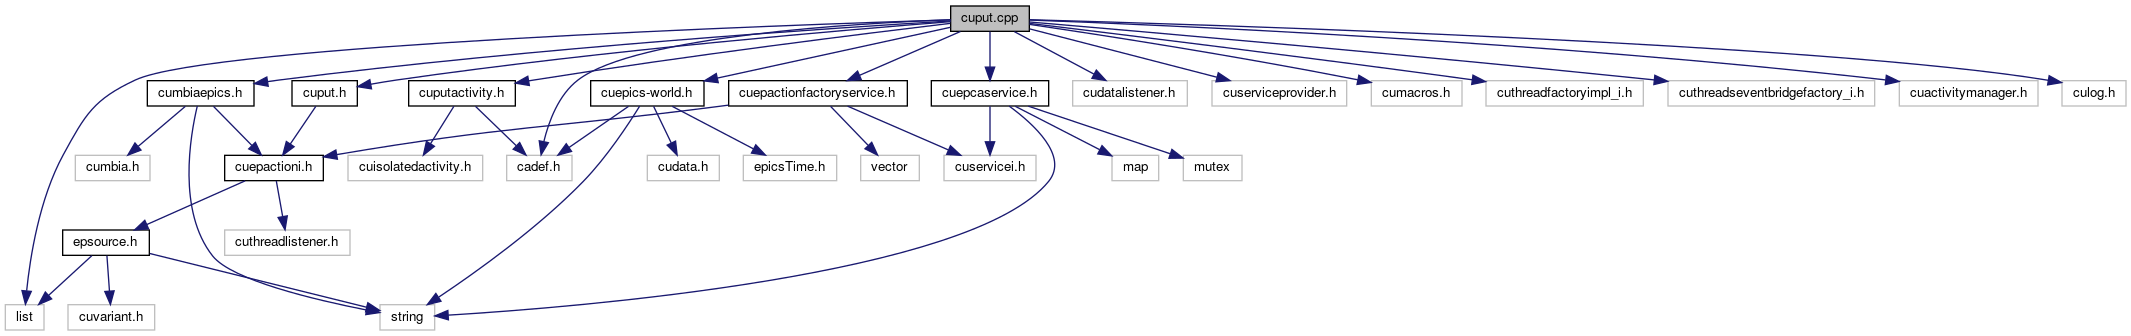 cuput.cpp
cumbiaepics.h
cuput.h
cuputactivity.h
cuepics-world.h
cuepactionfactoryservice.h
cuepcaservice.h
cudatalistener.h
cuserviceprovider.h
cumacros.h
cuthreadfactoryimpl_i.h
cuthreadseventbridgefactory_i.h
cuactivitymanager.h
culog.h
cumbia.h
cuepactioni.h
cuisolatedactivity.h
cadef.h
cudata.h
epicsTime.h
vector
cuservicei.h
map
mutex
epsource.h
cuthreadlistener.h
list
cuvariant.h
string